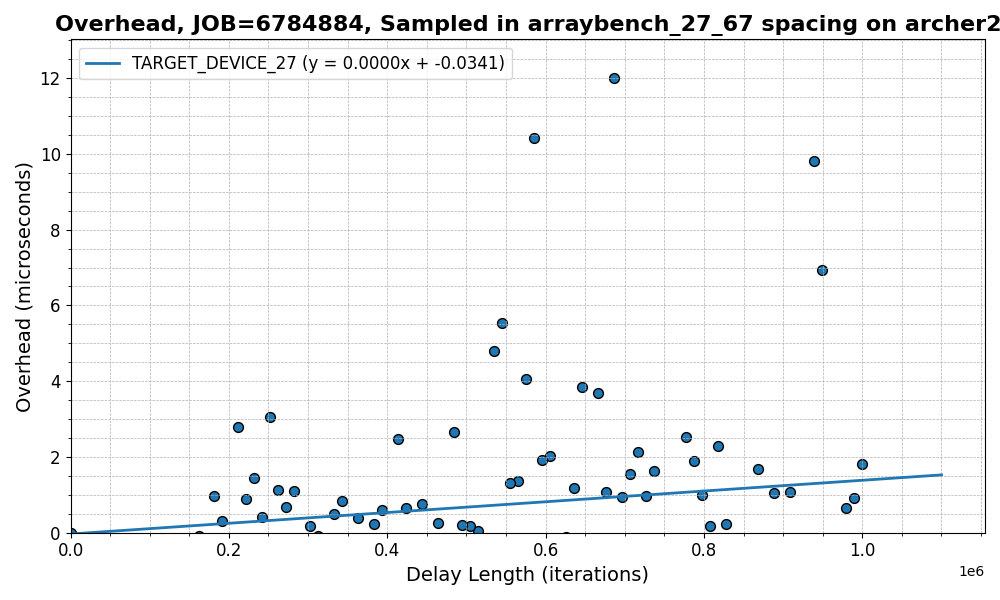 Overhead, JOB=6784884, Sampled in arraybench_27_67 spacing on archer2
TARGET_DEVICE_27 (y = 0.0000x + -0.0341)
Overhead (microseconds)
12
10
8
6
4
2
0
0.0 0.2 0.4 0.6 0.8 1.0
1e6
Delay Length (iterations)